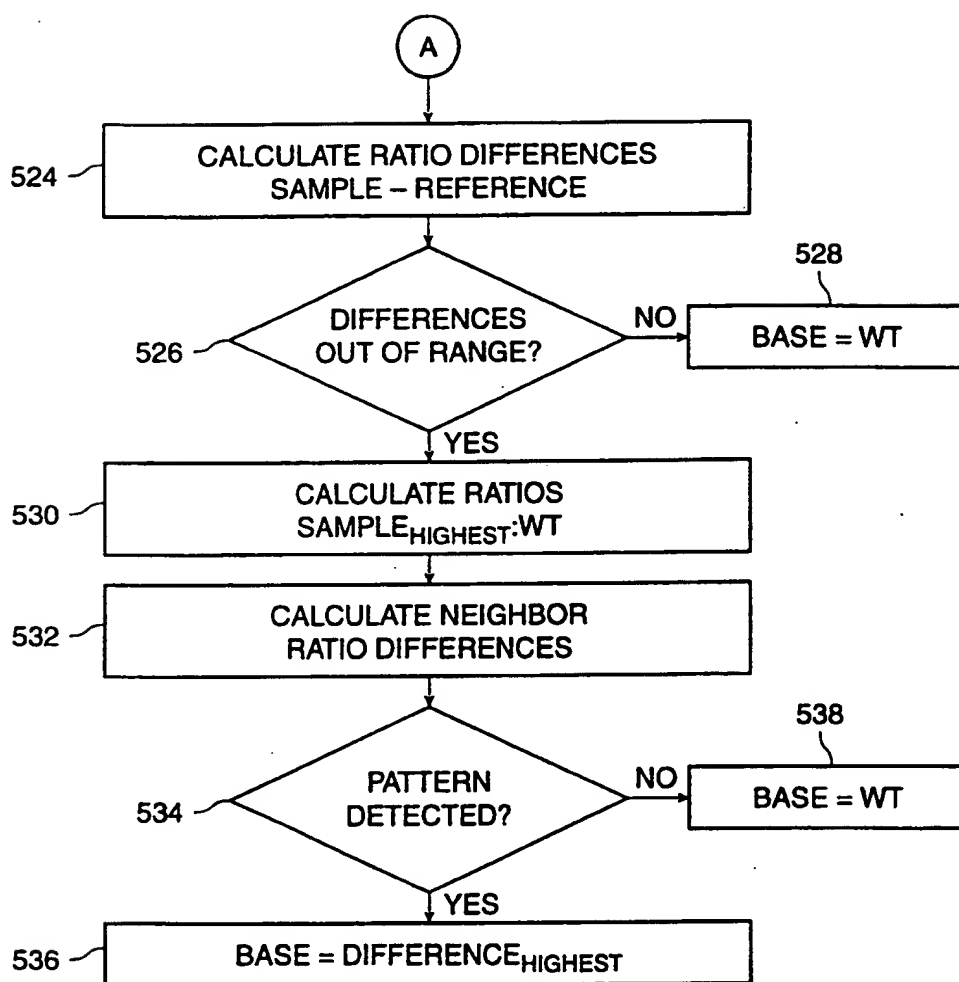 A
524
CALCULATE RATIO DIFFERENCES
SAMPLE – REFERENCE
526
DIFFERENCES
OUT OF RANGE?
NO
528
BASE = WT
YES
530
CALCULATE RATIOS
SAMPLEHIGHEST:WT
532
CALCULATE NEIGHBOR
RATIO DIFFERENCES
534
PATTERN
DETECTED?
NO
538
BASE = WT
YES
536
BASE = DIFFERENCEHIGHEST